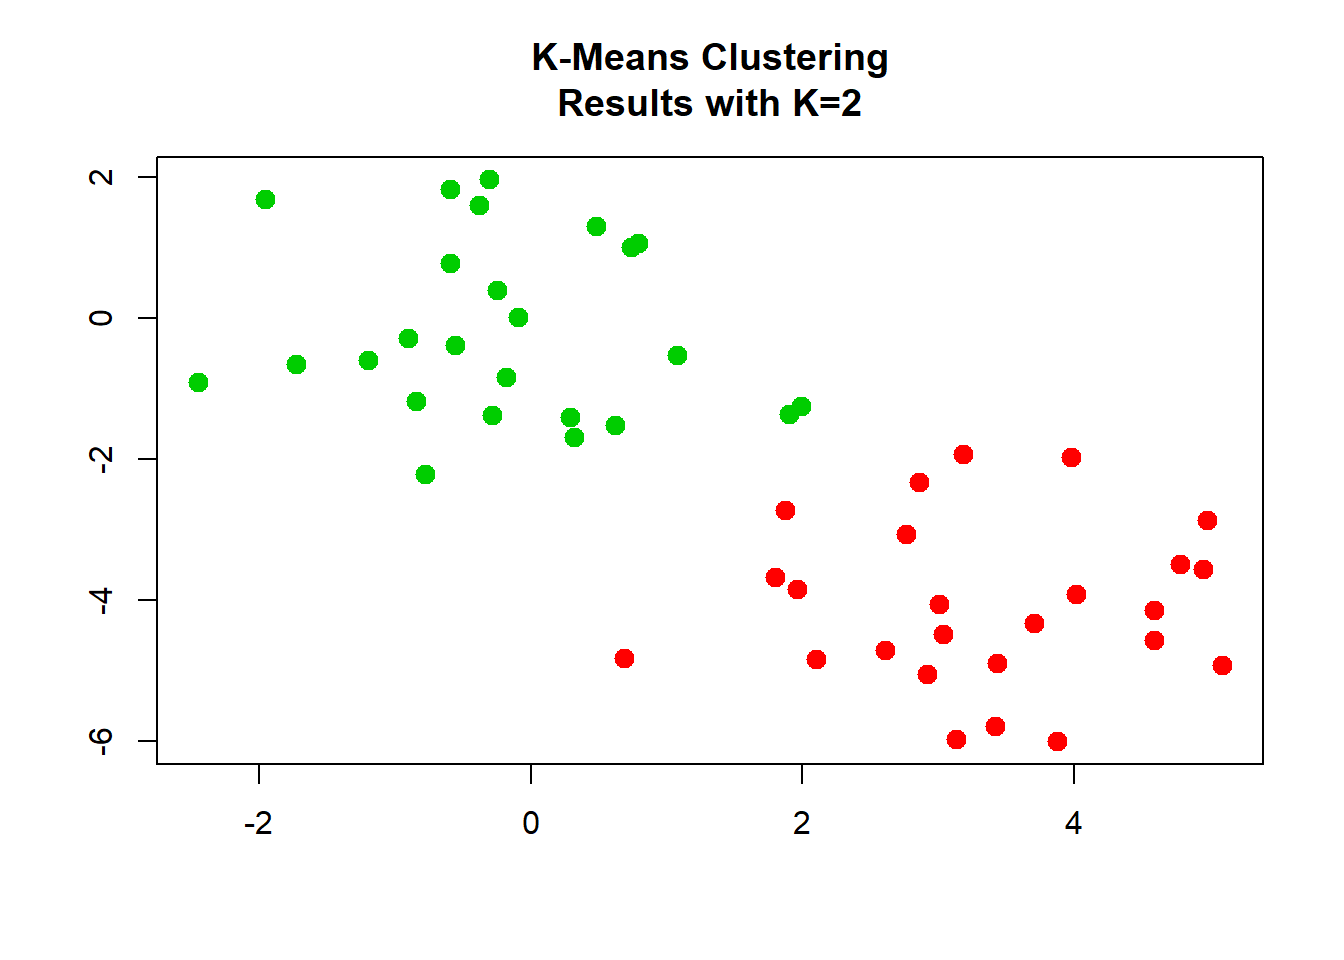 K-Means Clustering
Results with K=2
2
0
-2
-4
-6
-2 0 2 4